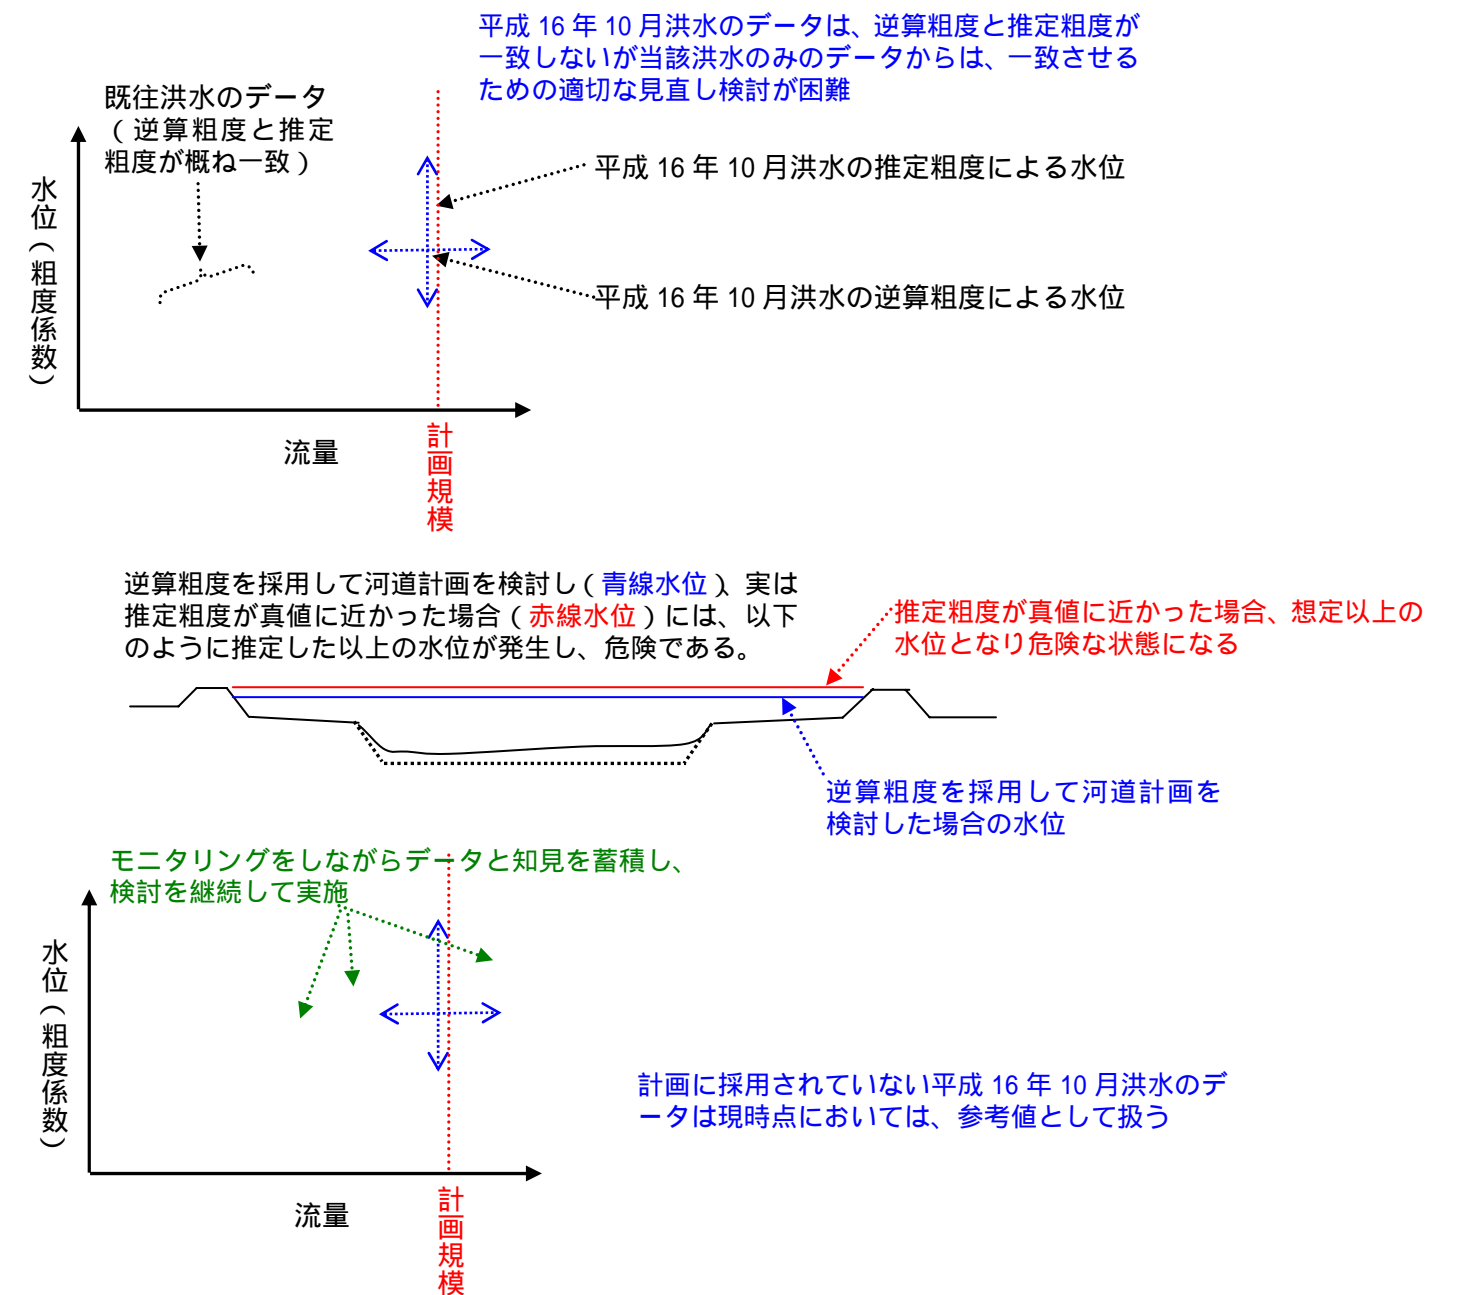 平成 16 年 10 月洪水のデータは、逆算粗度と推定粗度が
一致しないが当該洪水のみのデータからは、一致させる
ための適切な見直し検討が困難
既往洪水のデータ
（逆算粗度と推定
粗度が概ね一致）
平成 16 年 10 月洪水の推定粗度による水位
平成 16 年 10 月洪水の逆算粗度による水位
水位（粗度係数）
流量
計画規模
逆算粗度を採用して河道計画を検討し（青線水位）、実は
推定粗度が真値に近かった場合（赤線水位）には、以下
のように推定した以上の水位が発生し、危険である。
推定粗度が真値に近かった場合、想定以上の
水位となり危険な状態になる
逆算粗度を採用して河道計画を
検討した場合の水位
モニタリングをしながらデータと知見を蓄積し、
検討を継続して実施
水位（粗度係数）
計画に採用されていない平成 16 年 10 月洪水のデ
ータは現時点においては、参考値として扱う
流量
計画規模